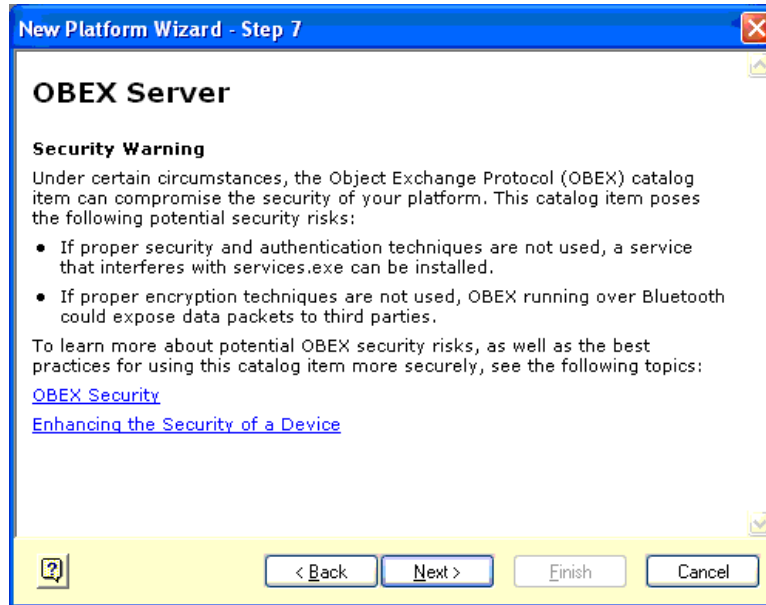 New Platform Wizard - Step 7
OBEX Server
Security Warning
Under certain circumstances, the Object Exchange Protocol (OBEX) catalog
item can compromise the security of your platform. This catalog item poses
the following potential security risks:
• If proper security and authentication techniques are not used, a service
that interferes with services.exe can be installed.
• If proper encryption techniques are not used, OBEX running over Bluetooth
could expose data packets to third parties.
To learn more about potential OBEX security risks, as well as the best
practices for using this catalog item more securely, see the following topics:
OBEX Security
Enhancing the Security of a Device
? < Back Next > Finish Cancel